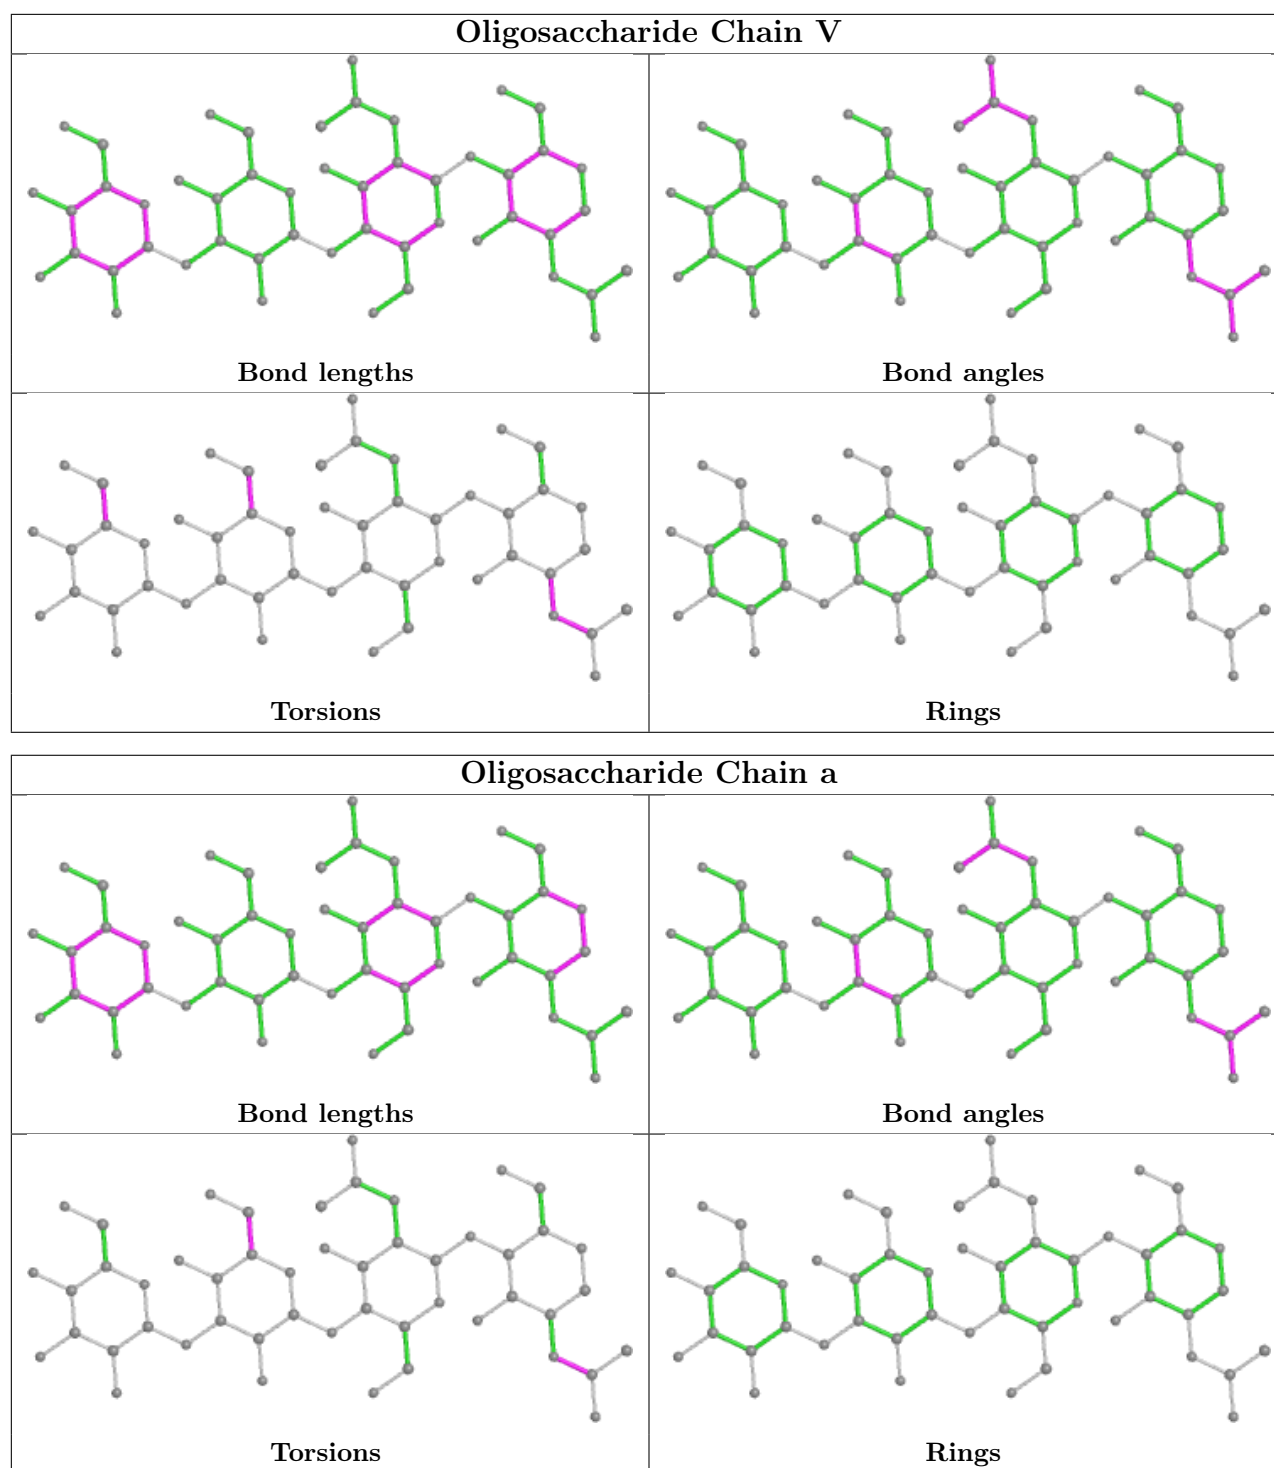 Oligosaccharide Chain V
Bond lengths
Bond angles
Torsions
Rings
Oligosaccharide Chain a
Bond lengths
Bond angles
Torsions
Rings